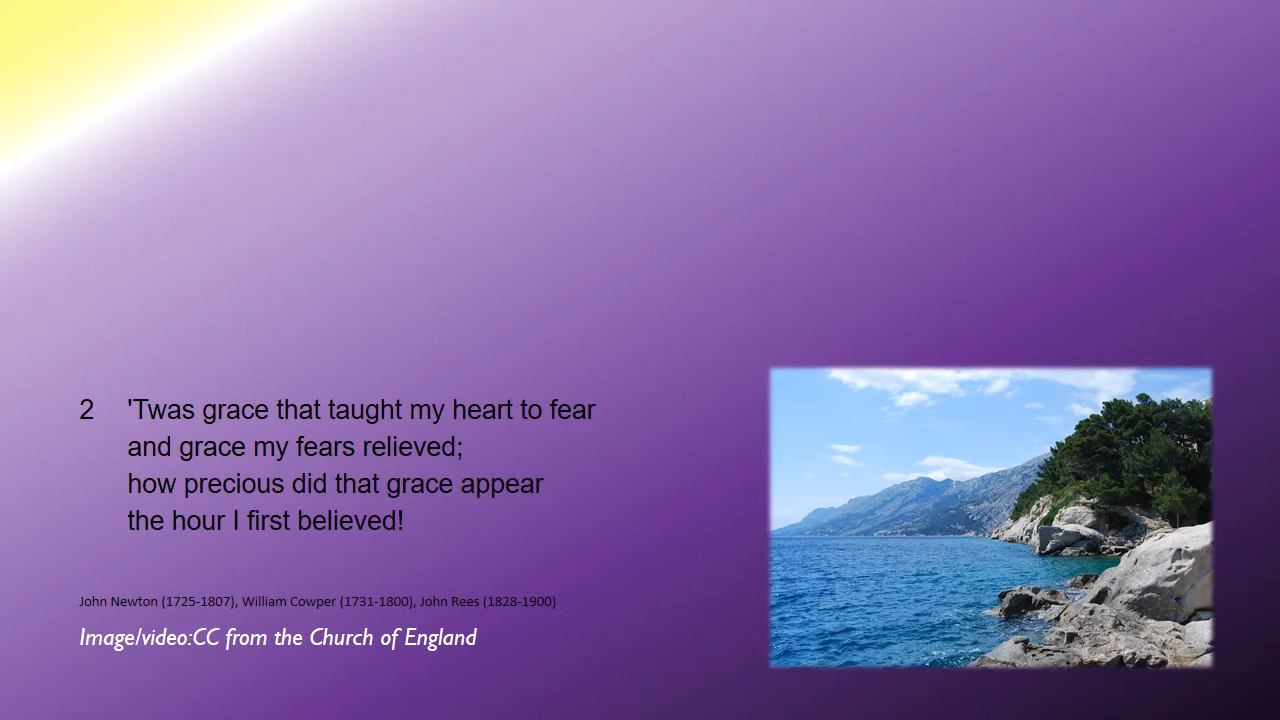 2 'Twas grace that taught my heart to fear
and grace my fears relieved;
how precious did that grace appear
the hour I first believed!
John Newton (1725-1807), William Cowper (1731-1800), John Rees (1828-1900)
Image/video:CC from the Church of England